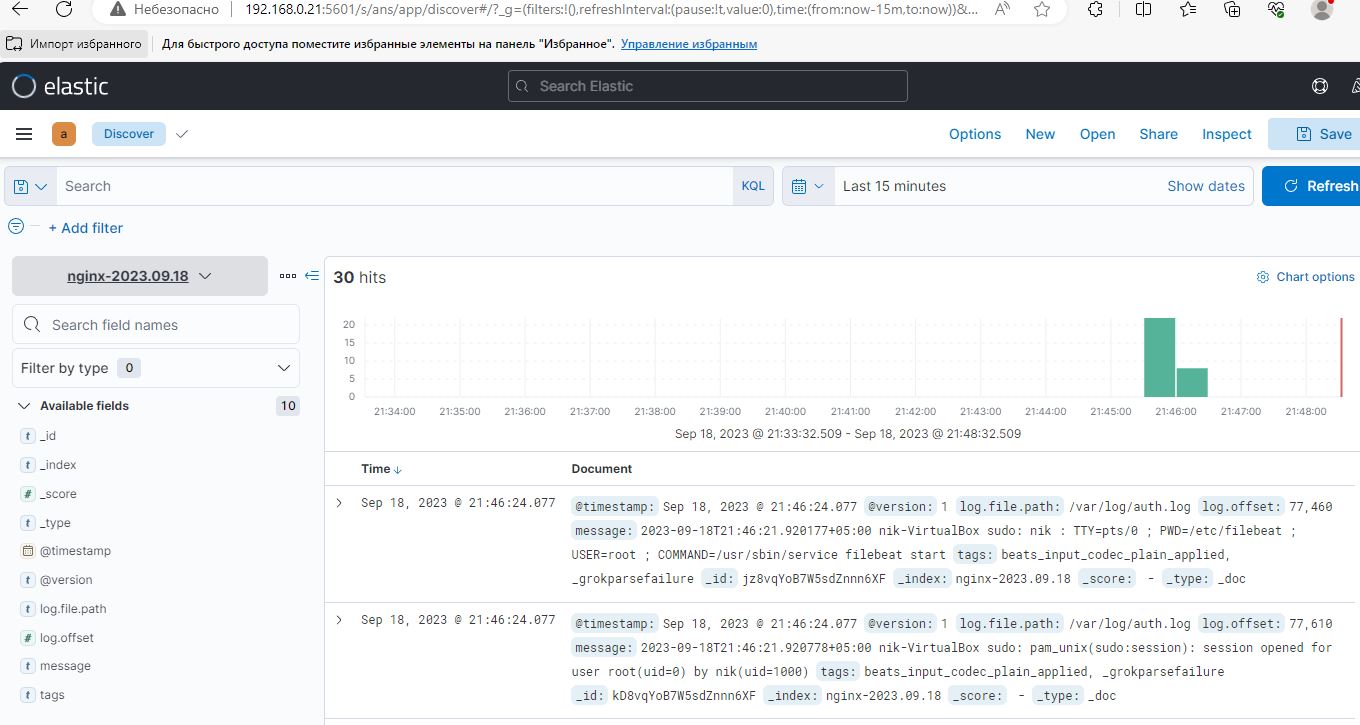 Небезопасно 192.168.0.21:5601/s/ans/app/discover#/?_g=(filters:!(),refreshInterval:(pause:!t,value:0),time:(from:now-15m,to:now))&...
Импорт избранного Для быстрого доступа поместите избранные элементы на панель "Избранное". Управление избранным
elastic Search Elastic
a Discover Options New Open Share Inspect Save
Search KQL Last 15 minutes Show dates Refresh
+ Add filter
nginx-2023.09.18 30 hits Chart options
Search field names
Filter by type 0
Available fields 10
t _id
t _index
# _score
t _type
@timestamp
t @version
t log.file.path
# log.offset
t message
t tags
20
15
10
5
0
21:34:00 21:35:00 21:36:00 21:37:00 21:38:00 21:39:00 21:40:00 21:41:00 21:42:00 21:43:00 21:44:00 21:45:00 21:46:00 21:47:00 21:48:00
Sep 18, 2023 @ 21:33:32.509 - Sep 18, 2023 @ 21:48:32.509
Time Document
Sep 18, 2023 @ 21:46:24.077 @timestamp: Sep 18, 2023 @ 21:46:24.077 @version: 1 log.file.path: /var/log/auth.log log.offset: 77,460
message: 2023-09-18T21:46:21.920177+05:00 nik-VirtualBox sudo: nik : TTY=pts/0 ; PWD=/etc/filebeat ;
USER=root ; COMMAND=/usr/sbin/service filebeat start tags: beats_input_codec_plain_applied,
_grokparsefailure _id: jz8vqYoB7W5sdZnnn6XF _index: nginx-2023.09.18 _score: - _type: _doc
Sep 18, 2023 @ 21:46:24.077 @timestamp: Sep 18, 2023 @ 21:46:24.077 @version: 1 log.file.path: /var/log/auth.log log.offset: 77,610
message: 2023-09-18T21:46:21.920778+05:00 nik-VirtualBox sudo: pam_unix(sudo:session): session opened for
user root(uid=0) by nik(uid=1000) tags: beats_input_codec_plain_applied, _grokparsefailure
_id: kD8vqYoB7W5sdZnnn6XF _index: nginx-2023.09.18 _score: - _type: _doc